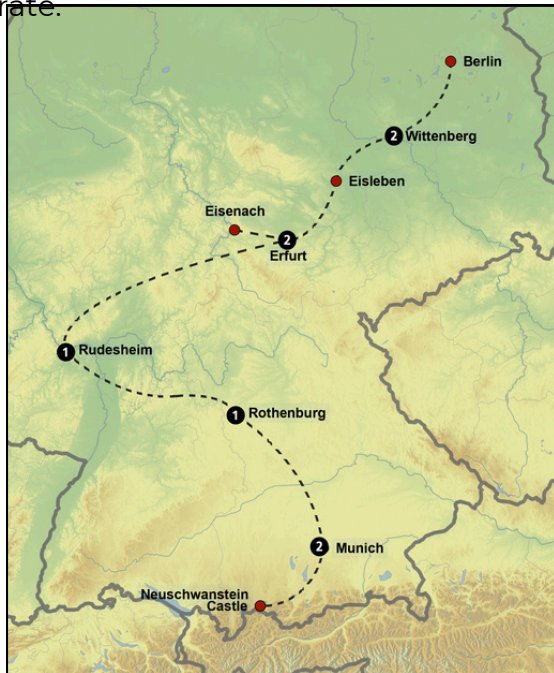 rate.
Berlin
2 Wittenberg
Eisleben
Eisenach
2
Erfurt
1 Rudesheim
1 Rothenburg
2 Munich
Neuschwanstein
Castle